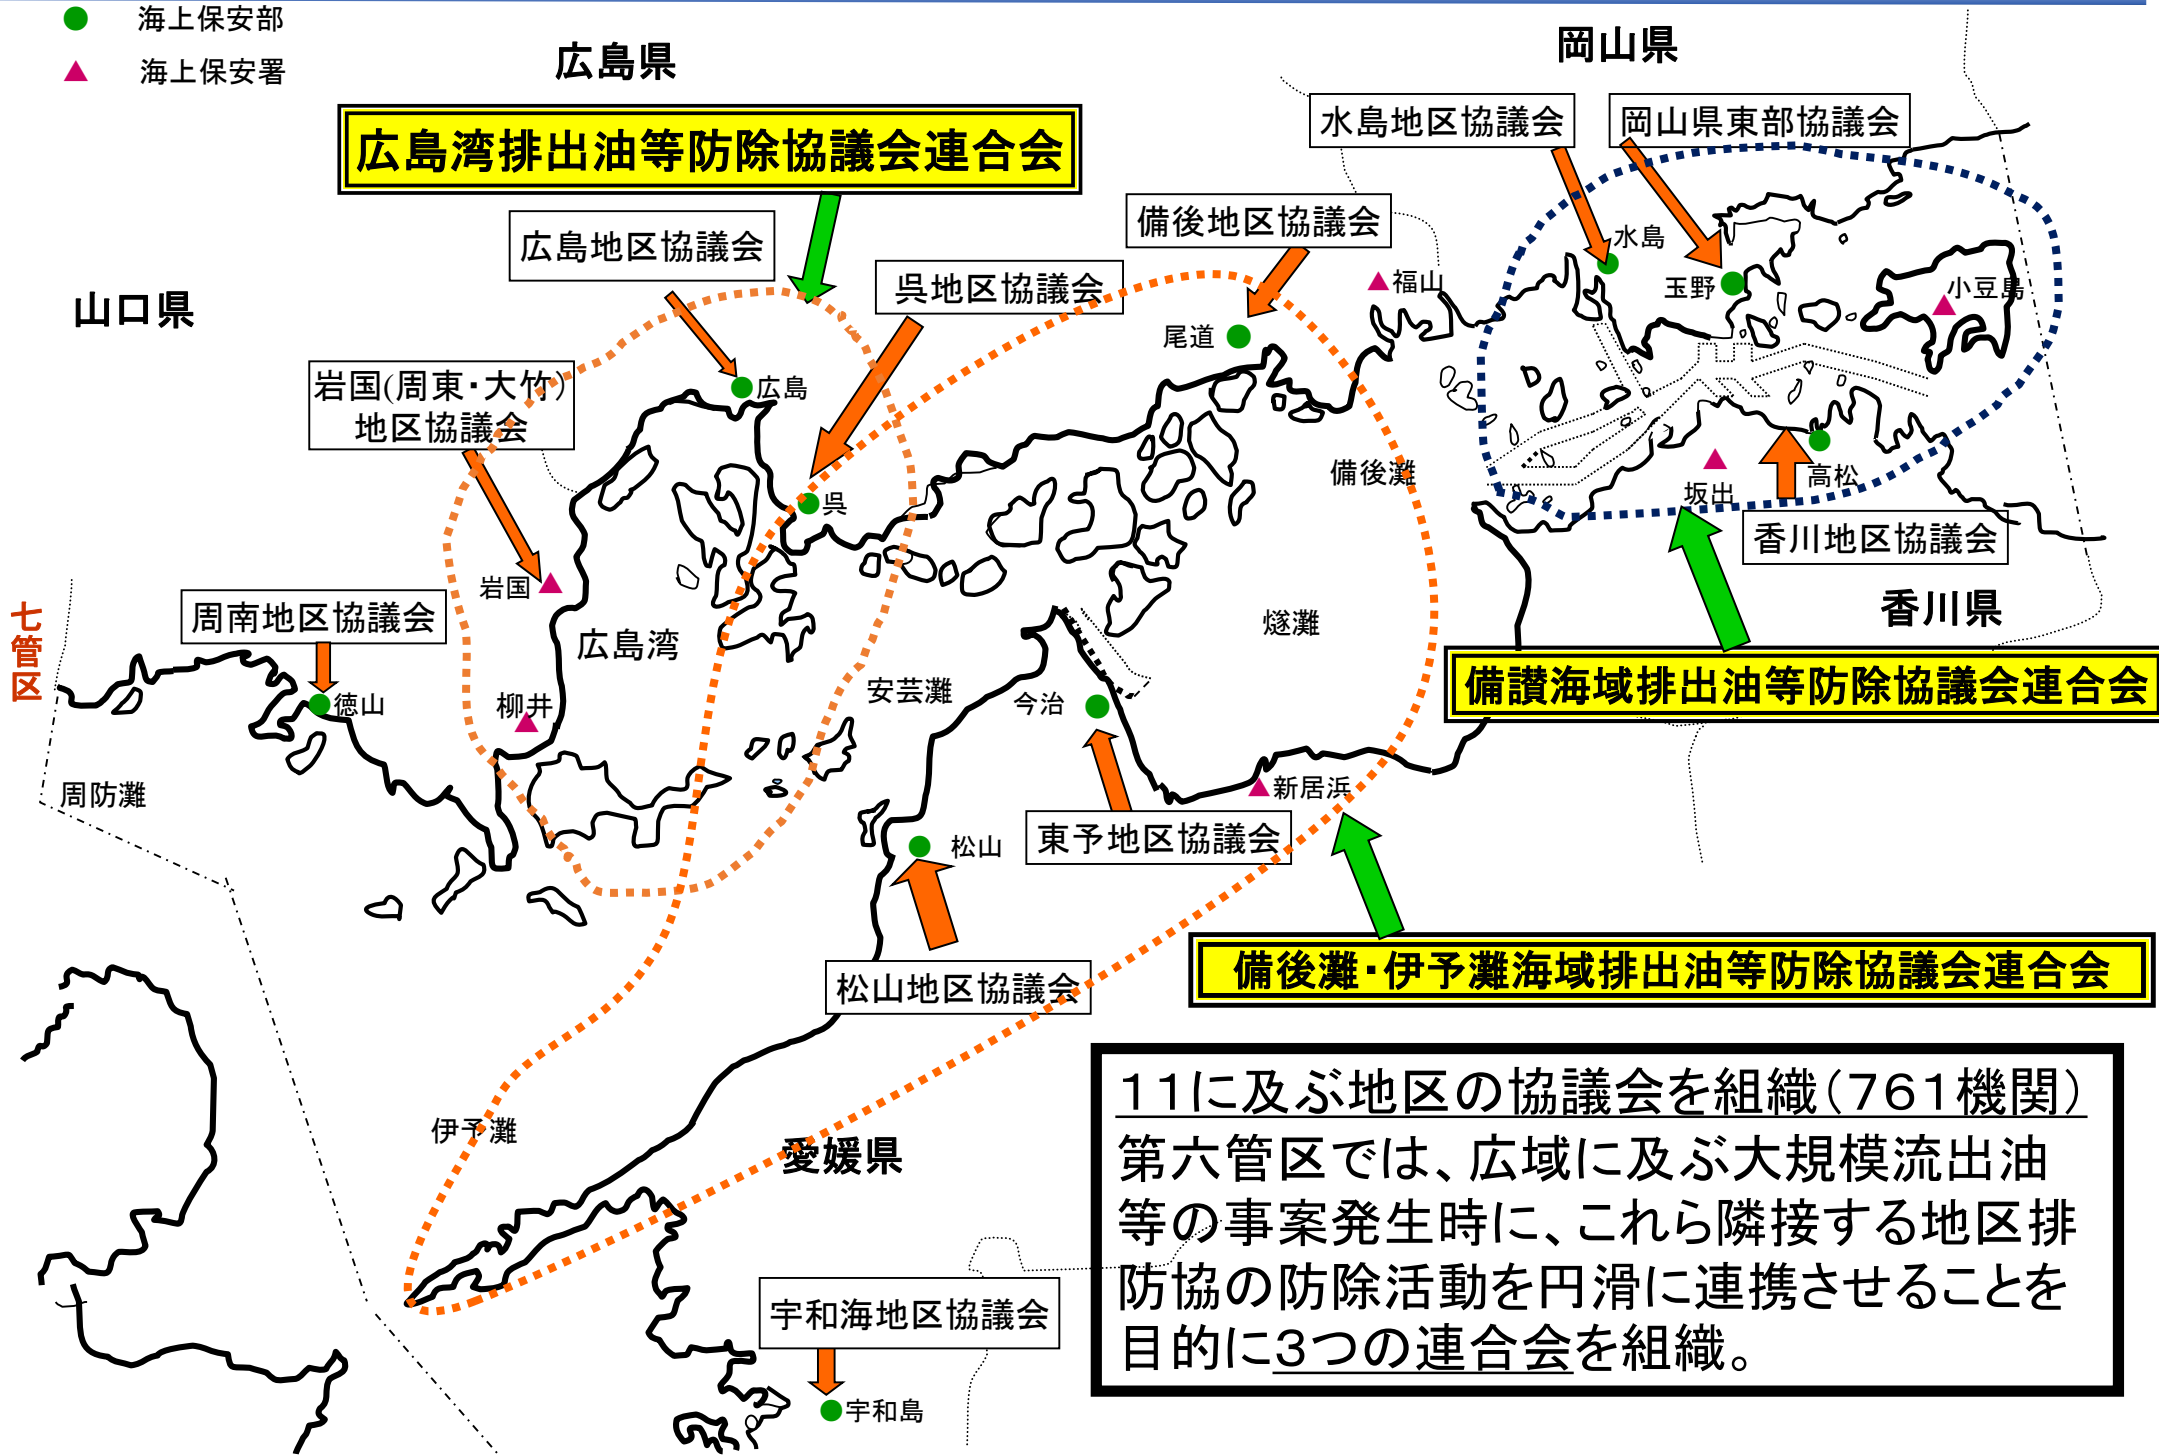 海上保安部
海上保安署
広島県
岡山県
水島地区協議会
岡山県東部協議会
広島湾排出油等防除協議会連合会
備後地区協議会
広島地区協議会
呉地区協議会
水島
福山
玉野
小豆島
山口県
尾道
岩国(周東・大竹)
地区協議会
広島
備後灘
高松
坂出
呉
香川地区協議会
岩国
七管区
周南地区協議会
広島湾
燧灘
香川県
安芸灘
備讃海域排出油等防除協議会連合会
徳山
柳井
今治
周防灘
新居浜
松山
東予地区協議会
備後灘・伊予灘海域排出油等防除協議会連合会
松山地区協議会
伊予灘
愛媛県
11に及ぶ地区の協議会を組織(761機関)
第六管区では、広域に及ぶ大規模流出油
等の事案発生時に、これら隣接する地区排
防協の防除活動を円滑に連携させることを
目的に3つの連合会を組織。
宇和海地区協議会
宇和島